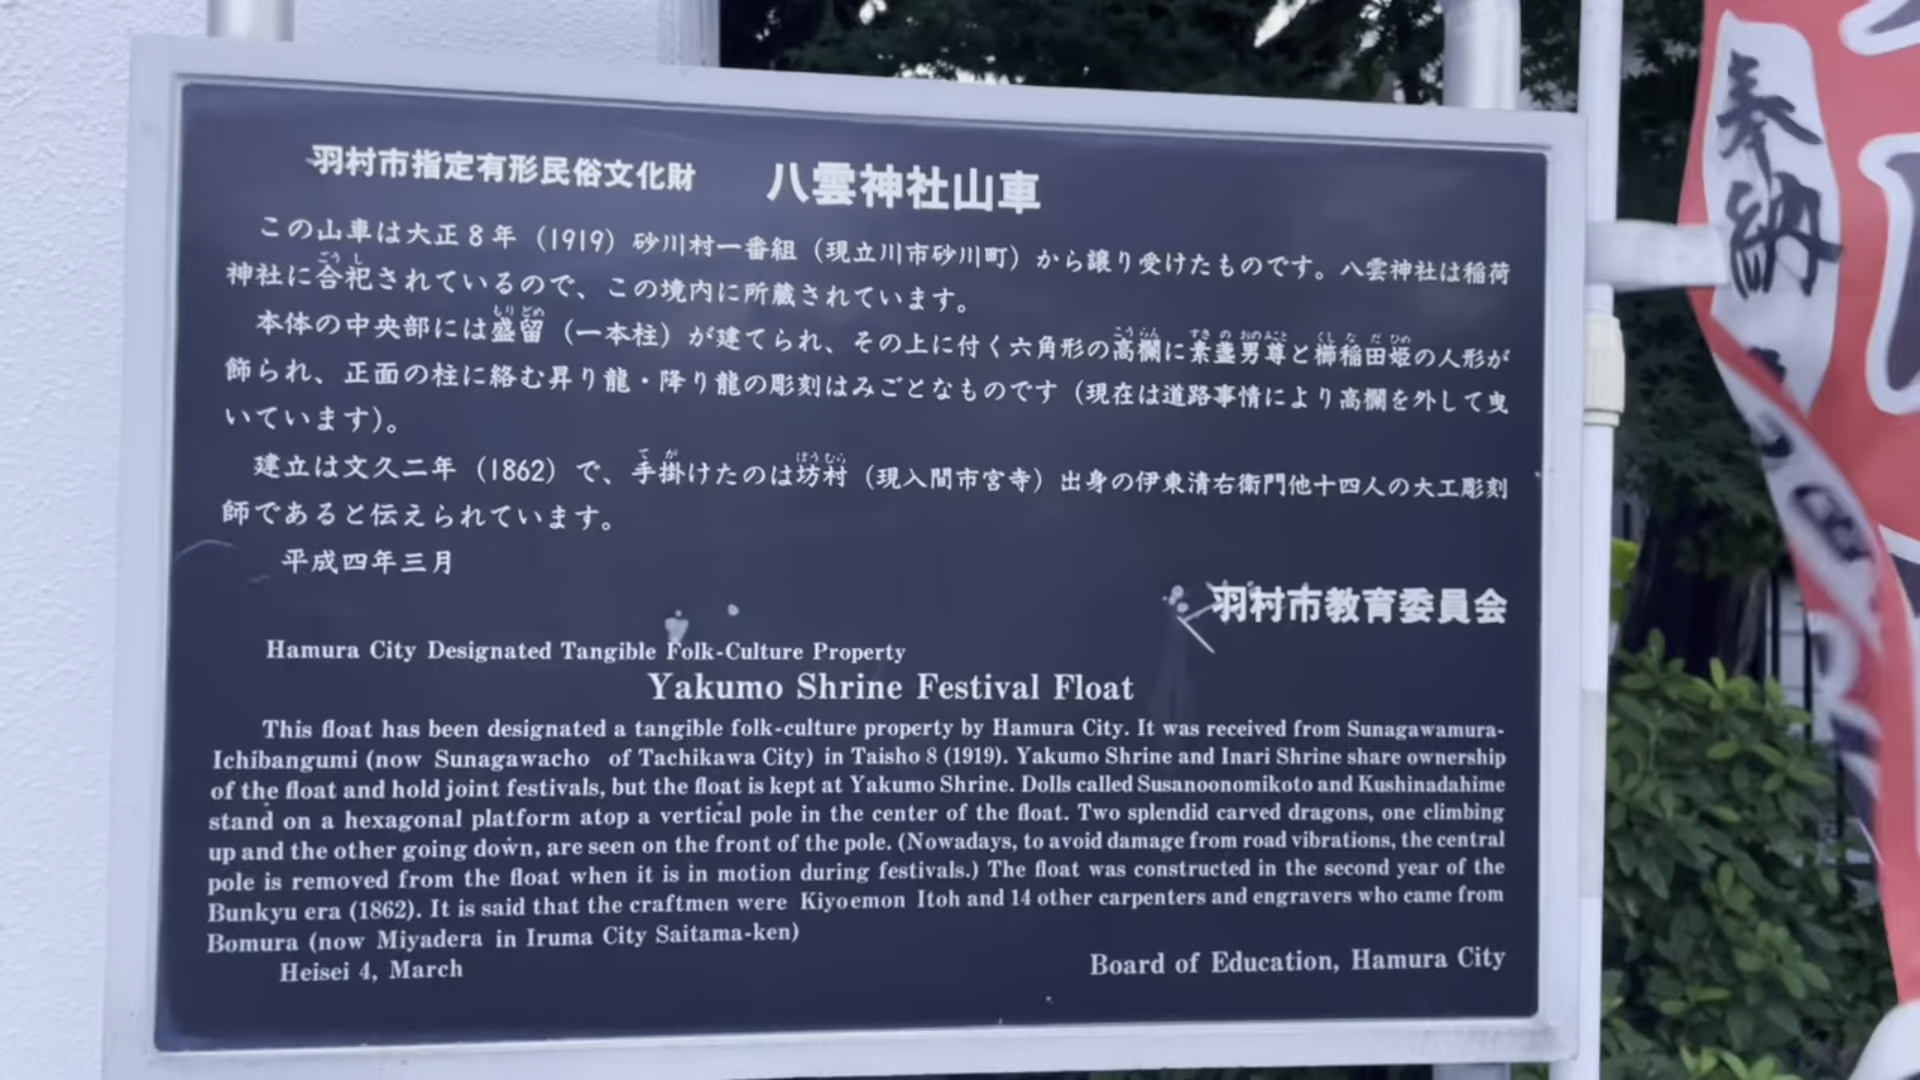 羽村市指定有形民俗文化財　八雲神社山車
この山車は大正8年（1919）砂川村一番組（現立川市砂川町）から譲り受けたものです。八雲神社は稲荷
神社に合祀されているので、この境内に所蔵されています。
本体の中央部には盛留（一本柱）が建てられ、その上に付く六角形の高欄に素盞男尊と櫛稲田姫の人形が
飾られ、正面の柱に絡む昇り龍・降り龍の彫刻はみごとなものです（現在は道路事情により高欄を外して曳
いています）。
建立は文久二年（1862）で、手掛けたのは坊村（現入間市宮寺）出身の伊東清右衛門他十四人の大工彫刻
師であると伝えられています。
平成四年三月
羽村市教育委員会
Hamura City Designated Tangible Folk-Culture Property
Yakumo Shrine Festival Float
This float has been designated a tangible folk-culture property by Hamura City. It was received from Sunagawamura-
Ichibangumi (now Sunagawacho of Tachikawa City) in Taisho 8 (1919). Yakumo Shrine and Inari Shrine share ownership
of the float and hold joint festivals, but the float is kept at Yakumo Shrine. Dolls called Susanoonomikoto and Kushinadahime
stand on a hexagonal platform atop a vertical pole in the center of the float. Two splendid carved dragons, one climbing
up and the other going down, are seen on the front of the pole. (Nowadays, to avoid damage from road vibrations, the central
pole is removed from the float when it is in motion during festivals.) The float was constructed in the second year of the
Bunkyu era (1862). It is said that the craftmen were Kiyoemon Itoh and 14 other carpenters and engravers who came from
Bomura (now Miyadera in Iruma City Saitama-ken)
Heisei 4, March
Board of Education, Hamura City
奉納